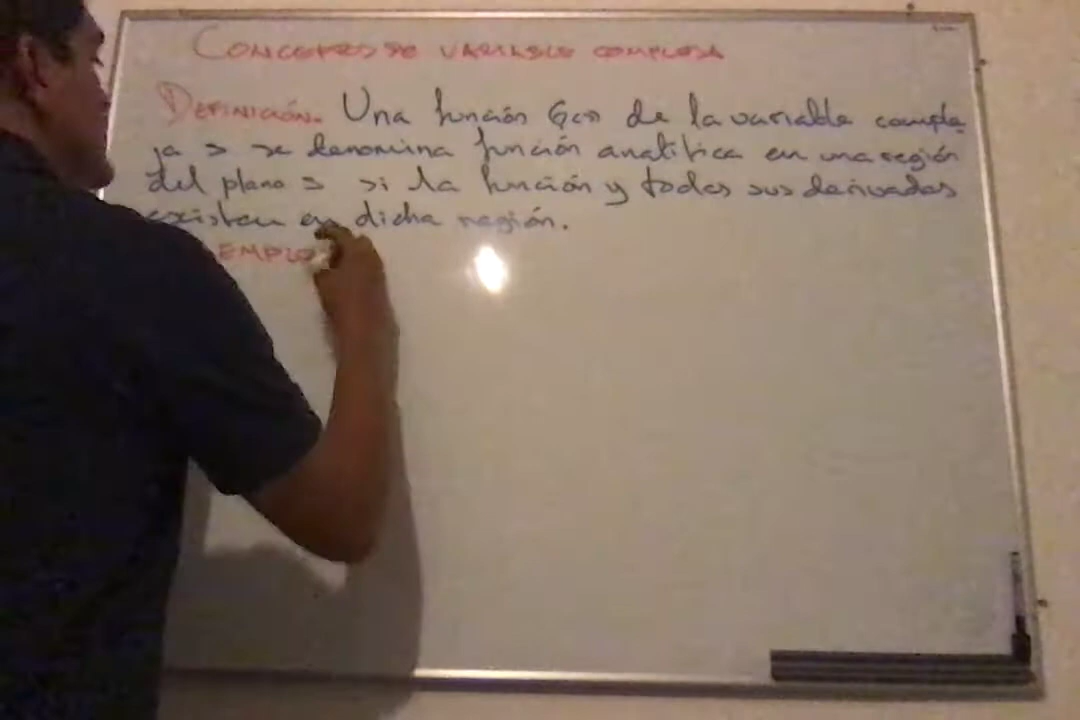 CONCEPTOS DE VARIABLE COMPLEJA
DEFINICIÓN. Una función G(s) de la variable comple-
ja s se denomina función analítica en una región
del plano s si la función y todas sus derivadas
existen en dicha región.
EMPLO